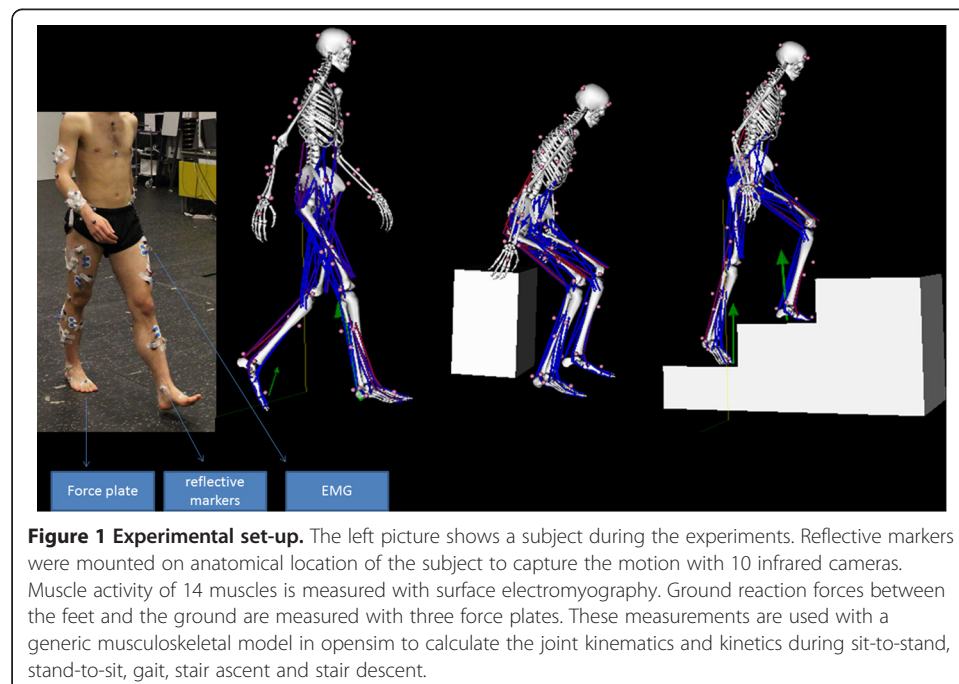 Force plate
reflective
markers
EMG
Figure 1 Experimental set-up. The left picture shows a subject during the experiments. Reflective markers
were mounted on anatomical location of the subject to capture the motion with 10 infrared cameras.
Muscle activity of 14 muscles is measured with surface electromyography. Ground reaction forces between
the feet and the ground are measured with three force plates. These measurements are used with a
generic musculoskeletal model in opensim to calculate the joint kinematics and kinetics during sit-to-stand,
stand-to-sit, gait, stair ascent and stair descent.